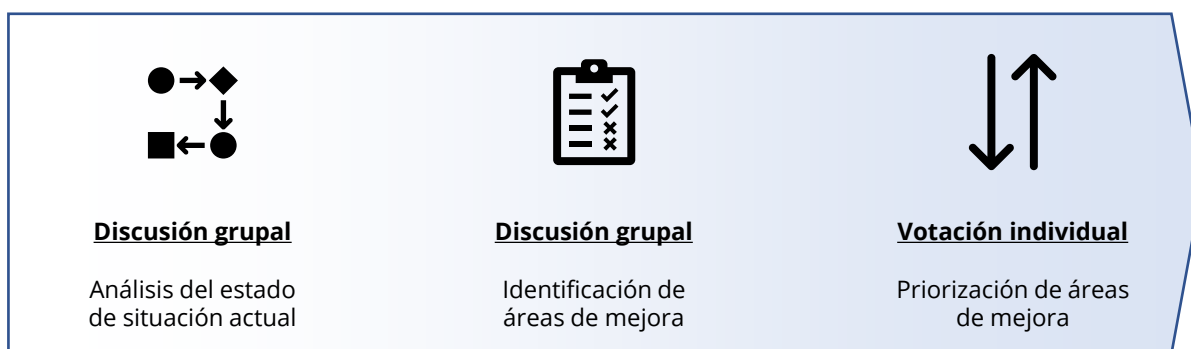 Discusión grupal
Análisis del estado
de situación actual
Discusión grupal
Identificación de
áreas de mejora
Votación individual
Priorización de áreas
de mejora